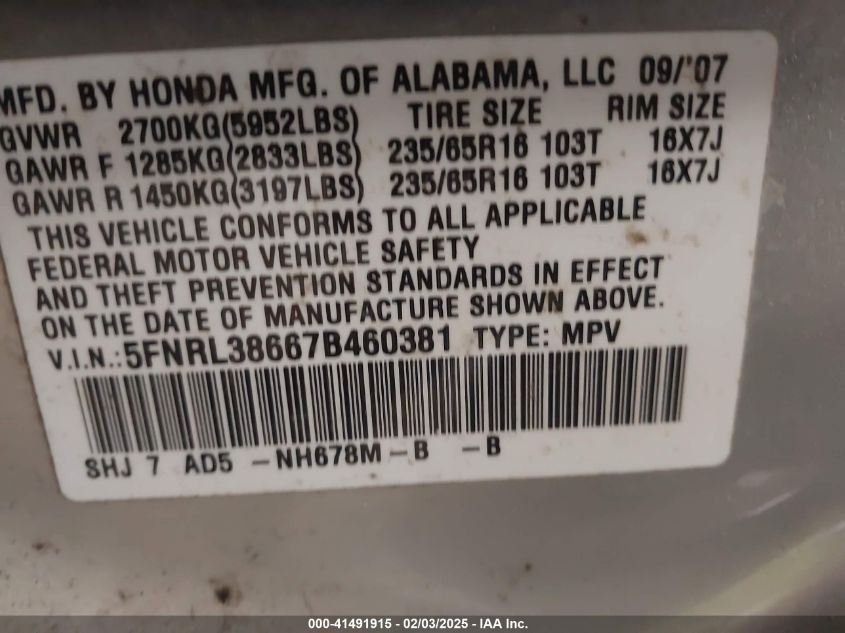 MFD. BY HONDA MFG. OF ALABAMA, LLC 09/'07
GVWR 2700KG(5952LBS) TIRE SIZE RIM SIZE
GAWR F 1285KG(2833LBS) 235/65R16 103T 16X7J
GAWR R 1450KG(3197LBS) 235/65R16 103T 16X7J
THIS VEHICLE CONFORMS TO ALL APPLICABLE
FEDERAL MOTOR VEHICLE SAFETY
AND THEFT PREVENTION STANDARDS IN EFFECT
ON THE DATE OF MANUFACTURE SHOWN ABOVE.
V.I.N.:5FNRL38667B460381 TYPE: MPV
SHJ 7 AD5 -NH678M-B -B
000-41491915 - 02/03/2025 - IAA Inc.